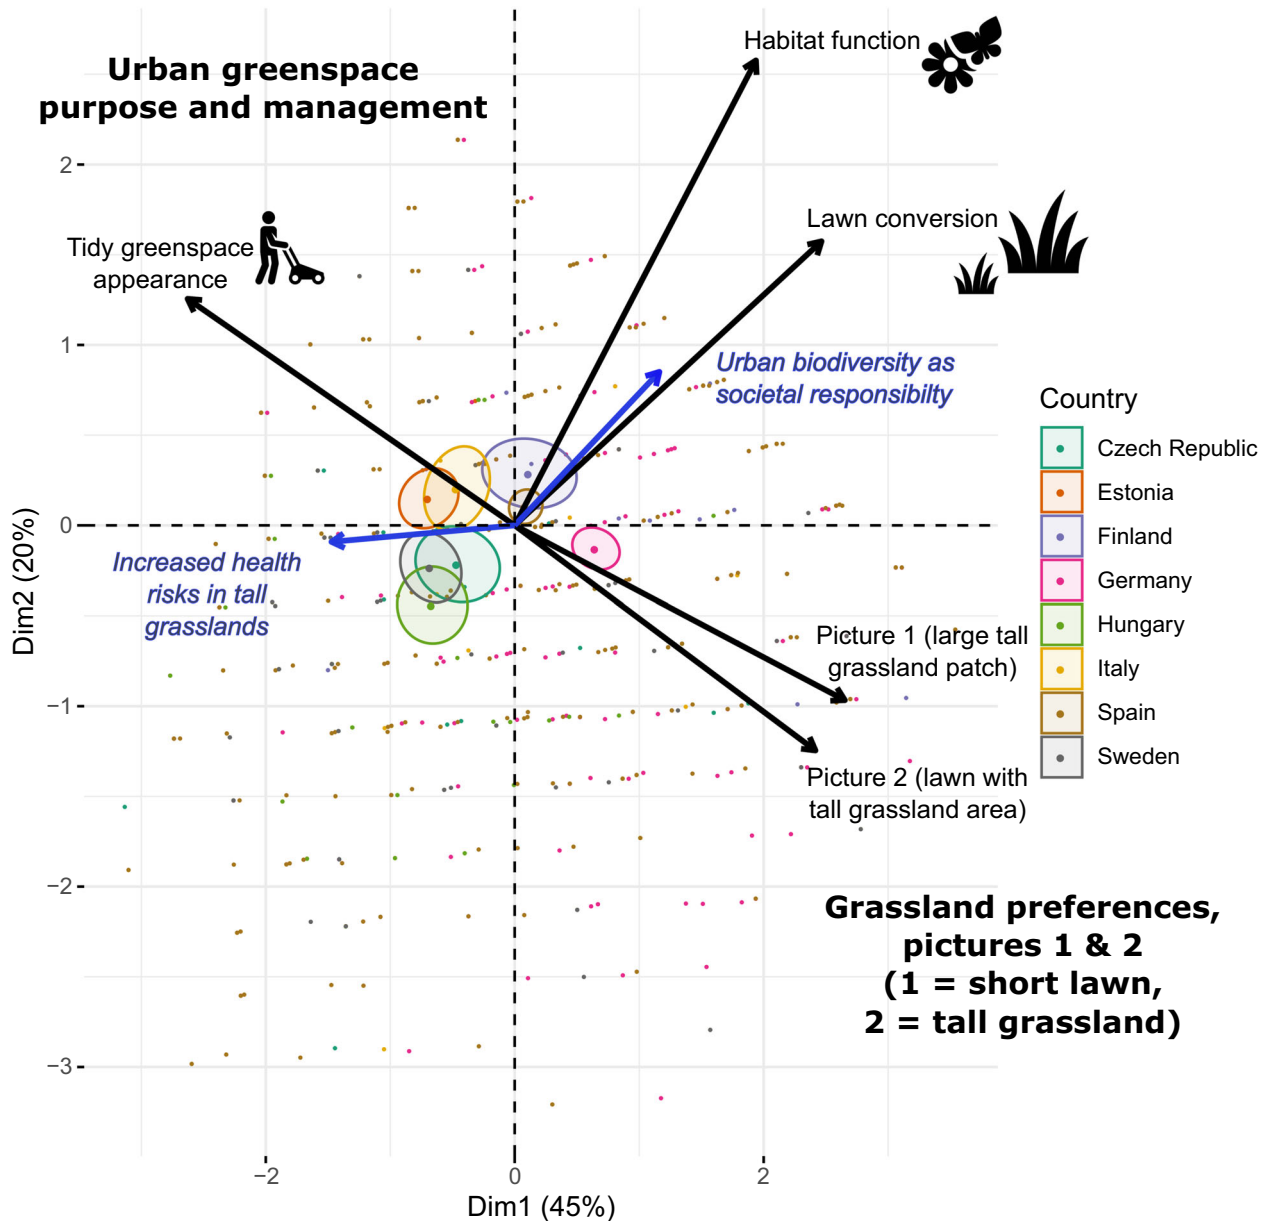 Urban greenspace
purpose and management
Habitat function
Lawn conversion
Tidy greenspace
appearance
Urban biodiversity as
societal responsibilty
Increased health
risks in tall
grasslands
Picture 1 (large tall
grassland patch)
Picture 2 (lawn with
tall grassland area)
Grassland preferences,
pictures 1 & 2
(1 = short lawn,
2 = tall grassland)
Country
Czech Republic
Estonia
Finland
Germany
Hungary
Italy
Spain
Sweden
Dim2 (20%)
2
1
0
−1
−2
−3
−2
0
2
Dim1 (45%)